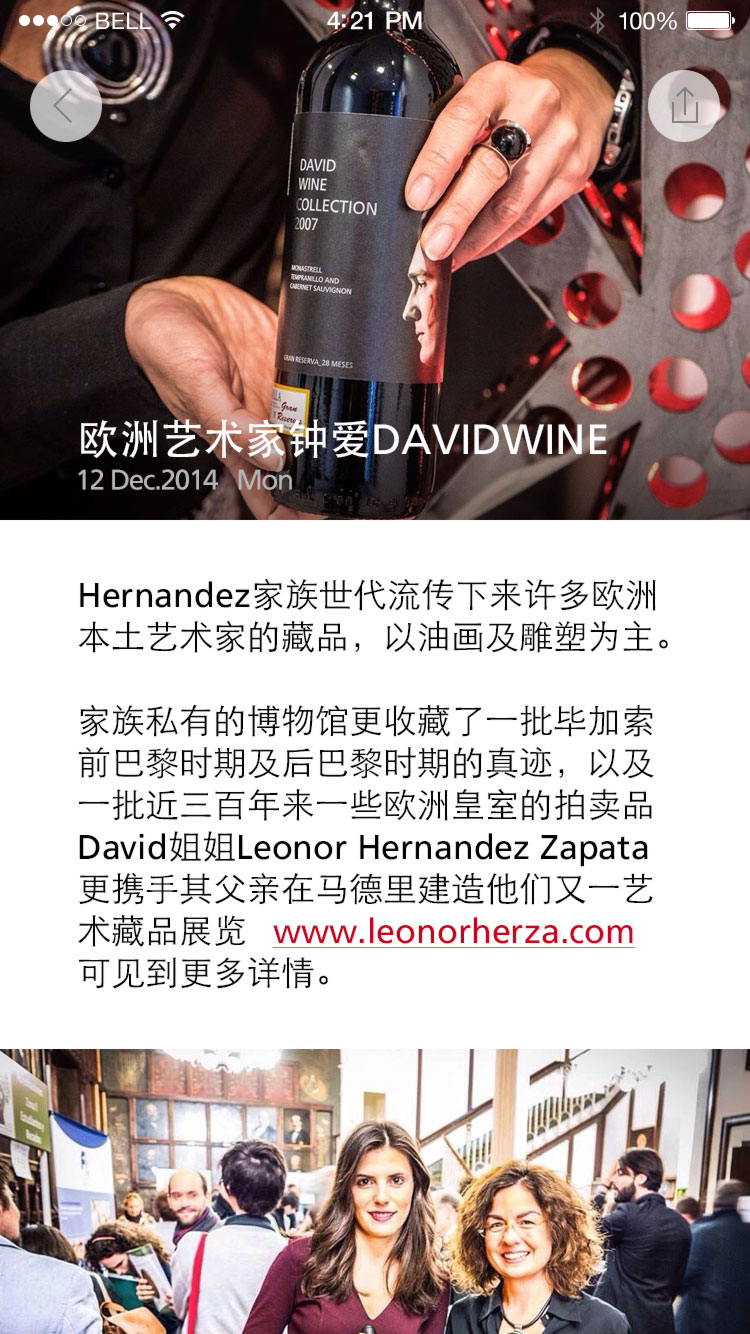 BELL 4:21 PM 100%
DAVID
WINE
COLLECTION
2007
MONASTRELL
TEMPRANILLO AND
CABERNET SAUVIGNON
GRAN RESERVA_28 MESES
Gran
Reserva
欧洲艺术家钟爱DAVIDWINE
12 Dec.2014 Mon
Hernandez家族世代流传下来许多欧洲
本土艺术家的藏品，以油画及雕塑为主。
家族私有的博物馆更收藏了一批毕加索
前巴黎时期及后巴黎时期的真迹，以及
一批近三百年来一些欧洲皇室的拍卖品
David姐姐Leonor Hernandez Zapata
更携手其父亲在马德里建造他们又一艺
术藏品展览 www.leonorherza.com
可见到更多详情。